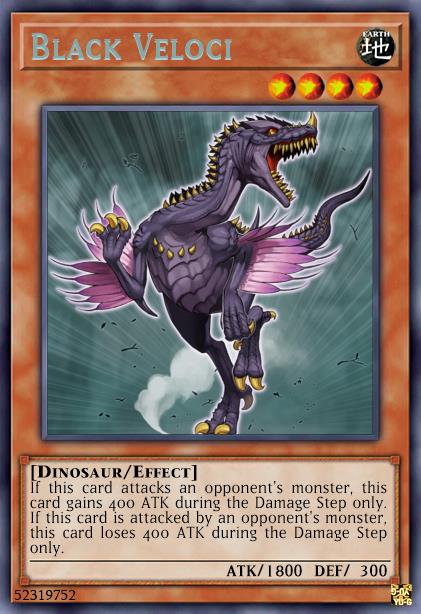 Black Veloci
EARTH
地
[Dinosaur/Effect]
If this card attacks an opponent's monster, this
card gains 400 ATK during the Damage Step only.
If this card is attacked by an opponent's monster,
this card loses 400 ATK during the Damage Step
only.
ATK/1800 DEF/ 300
52319752